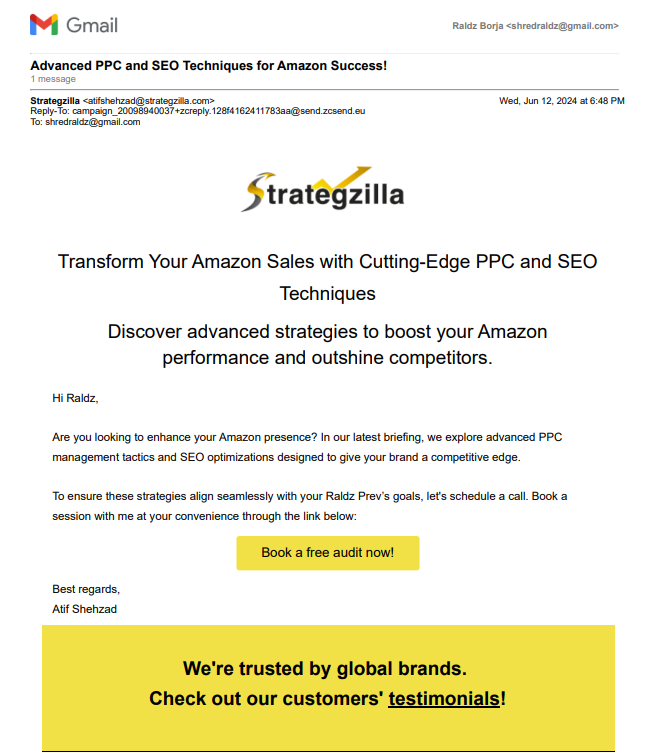 Gmail
Raldz Borja <shredraldz@gmail.com>
Advanced PPC and SEO Techniques for Amazon Success!
1 message
Strategzilla <atifshehzad@strategzilla.com>
Wed, Jun 12, 2024 at 6:48 PM
Reply-To: campaign_20098940037+zcreply.128f4162411783aa@send.zcsend.eu
To: shredraldz@gmail.com
Strategzilla
Transform Your Amazon Sales with Cutting-Edge PPC and SEO
Techniques
Discover advanced strategies to boost your Amazon
performance and outshine competitors.
Hi Raldz,
Are you looking to enhance your Amazon presence? In our latest briefing, we explore advanced PPC
management tactics and SEO optimizations designed to give your brand a competitive edge.
To ensure these strategies align seamlessly with your Raldz Prev's goals, let's schedule a call. Book a
session with me at your convenience through the link below:
Book a free audit now!
Best regards,
Atif Shehzad
We're trusted by global brands.
Check out our customers' testimonials!